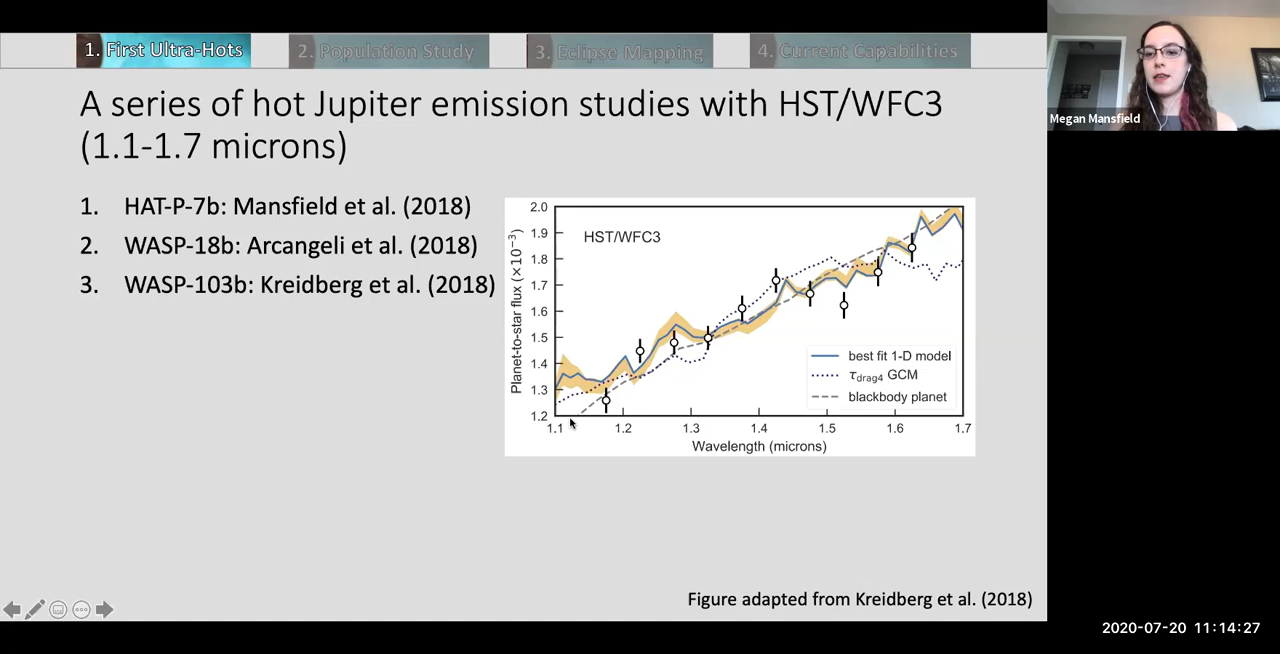 1. First Ultra-Hots
2. Population Study
3. Eclipse Mapping
4. Current Capabilities
Megan Mansfield
A series of hot Jupiter emission studies with HST/WFC3
(1.1-1.7 microns)
1. HAT-P-7b: Mansfield et al. (2018)
2. WASP-18b: Arcangeli et al. (2018)
3. WASP-103b: Kreidberg et al. (2018)
HST/WFC3
Planet-to-star flux (×10⁻³)
2.0
1.9
1.8
1.7
1.6
1.5
1.4
1.3
1.2
best fit 1-D model
τdrag4 GCM
blackbody planet
1.1 1.2 1.3 1.4 1.5 1.6 1.7
Wavelength (microns)
Figure adapted from Kreidberg et al. (2018)
2020-07-20 11:14:27